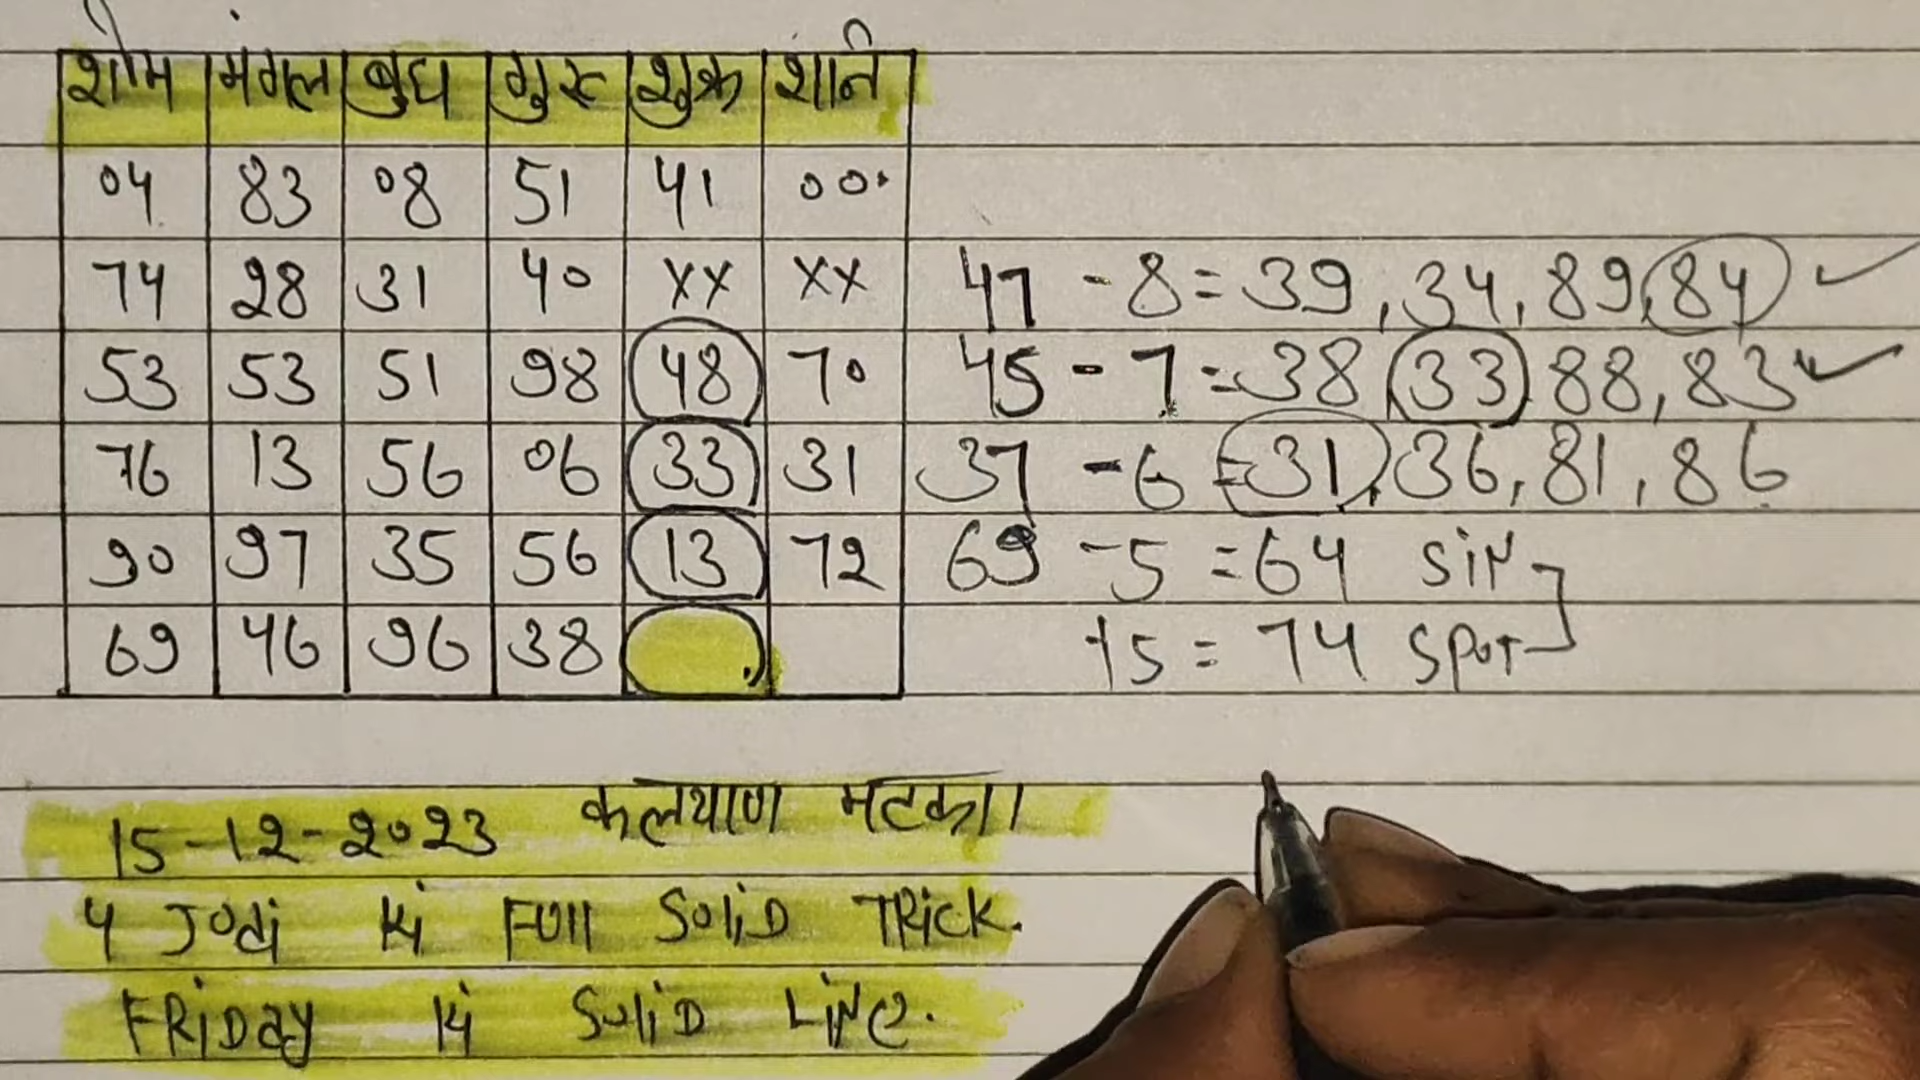 शोम मंगल बुध गुरु शुक्र शनि
04 83 08 51 41 00
74 28 31 40 XX XX 47 - 8 = 39, 34, 89, 84
53 53 51 98 48 70 45 - 7 = 38 33 88, 83
76 13 56 06 33 31 37 - 6 = 31, 36, 81, 86
90 97 35 56 13 72 69 - 5 = 64
69 46 96 38 +5 = 74 SPOT
15-12-2023 कल्याण मटका।
4 Jodi ki FUll SoliD TRick.
FRiDay ki SoliD LiNe.